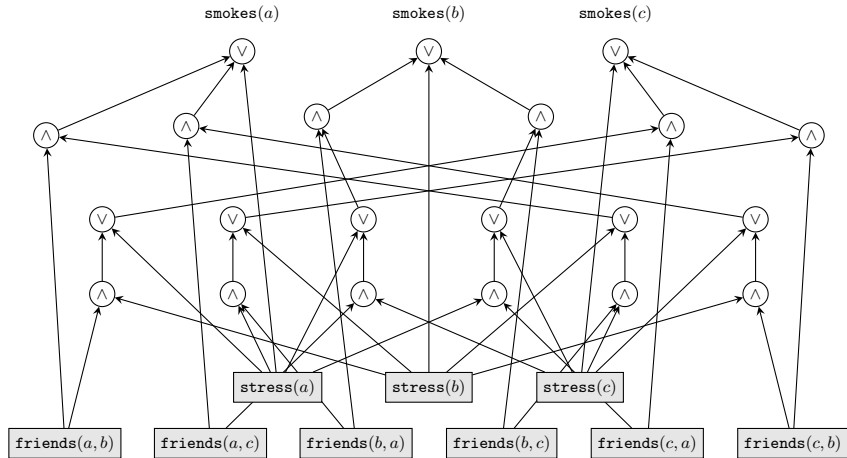 smokes(a) smokes(b) smokes(c)
∨ ∨ ∨
∧ ∧ ∧ ∧ ∧ ∧
∨ ∨ ∨ ∨ ∨ ∨
∧ ∧ ∧ ∧ ∧ ∧
stress(a) stress(b) stress(c)
friends(a, b) friends(a, c) friends(b, a) friends(b, c) friends(c, a) friends(c, b)